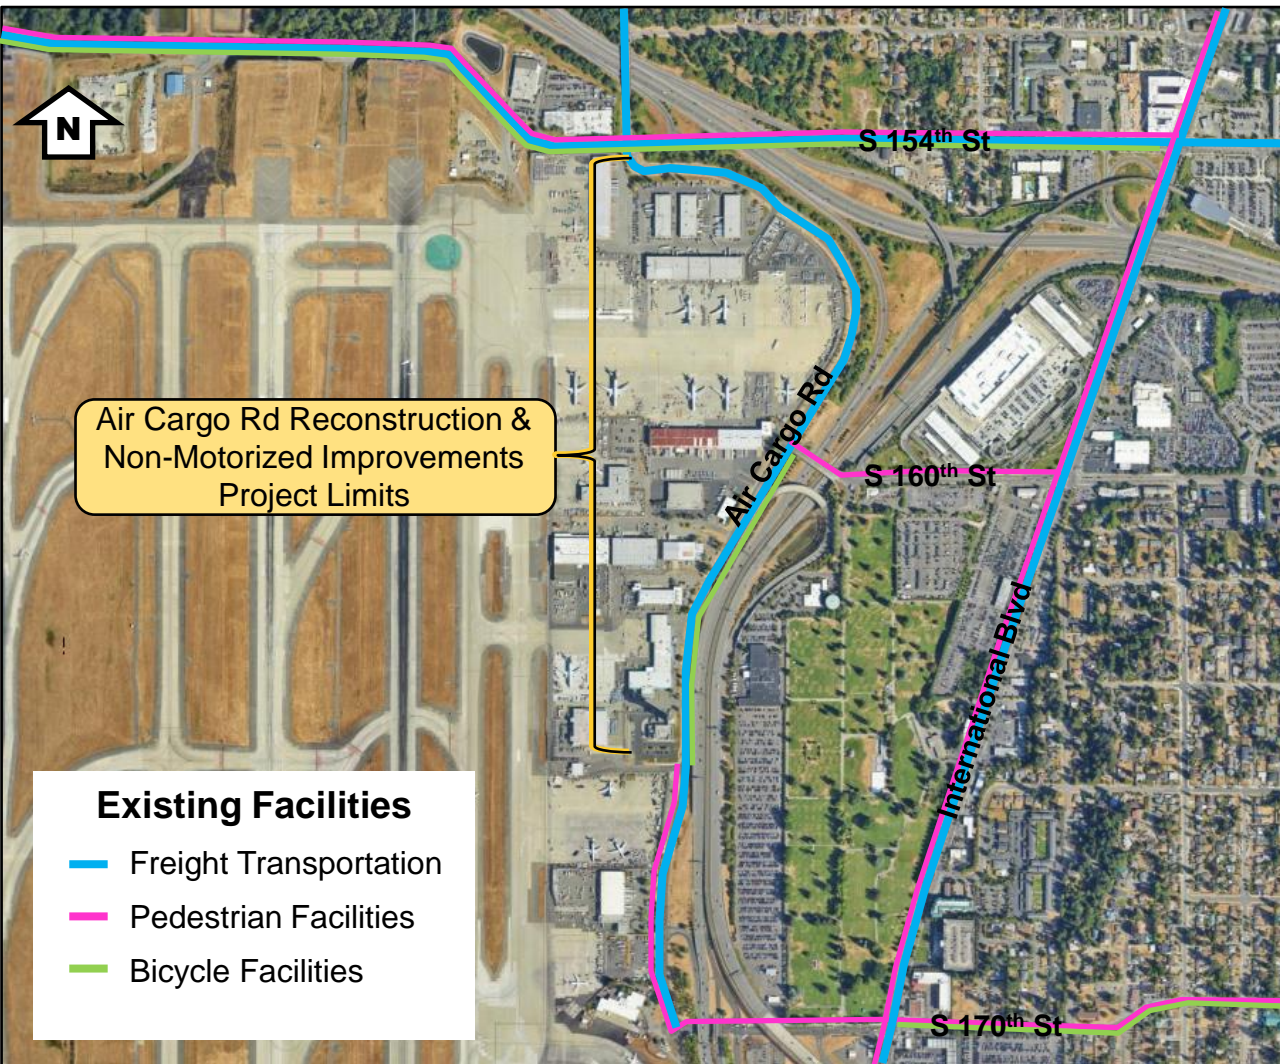 N
S 154th St
Air Cargo Rd Reconstruction &
Non-Motorized Improvements
Project Limits
Air Cargo Rd
S 160th St
International Blvd
Existing Facilities
Freight Transportation
Pedestrian Facilities
Bicycle Facilities
S 170th St